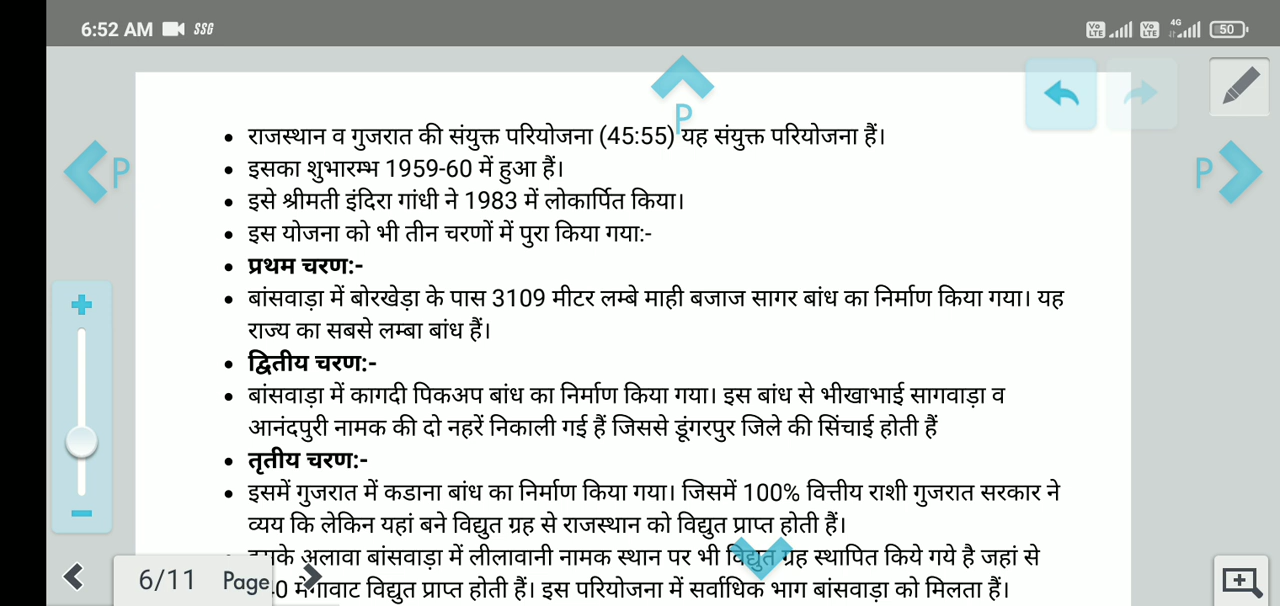 6:52 AM SSG
VoLTE VoLTE 4G 50
P
P
P
राजस्थान व गुजरात की संयुक्त परियोजना (45:55) यह संयुक्त परियोजना हैं।
इसका शुभारम्भ 1959-60 में हुआ हैं।
इसे श्रीमती इंदिरा गांधी ने 1983 में लोकार्पित किया।
इस योजना को भी तीन चरणों में पुरा किया गया:-
प्रथम चरण:-
बांसवाड़ा में बोरखेड़ा के पास 3109 मीटर लम्बे माही बजाज सागर बांध का निर्माण किया गया। यह
राज्य का सबसे लम्बा बांध हैं।
द्वितीय चरण:-
बांसवाड़ा में कागदी पिकअप बांध का निर्माण किया गया। इस बांध से भीखाभाई सागवाड़ा व
आनंदपुरी नामक की दो नहरें निकाली गई हैं जिससे डूंगरपुर जिले की सिंचाई होती हैं
तृतीय चरण:-
इसमें गुजरात में कडाना बांध का निर्माण किया गया। जिसमें 100% वित्तीय राशी गुजरात सरकार ने
व्यय कि लेकिन यहां बने विद्युत ग्रह से राजस्थान को विद्युत प्राप्त होती हैं।
अलावा बांसवाड़ा में लीलावानी नामक स्थान पर भी विद्युत ग्रह स्थापित किये गये है जहां से
मेगावाट विद्युत प्राप्त होती हैं। इस परियोजना में सर्वाधिक भाग बांसवाड़ा को मिलता हैं।
6/11 Page